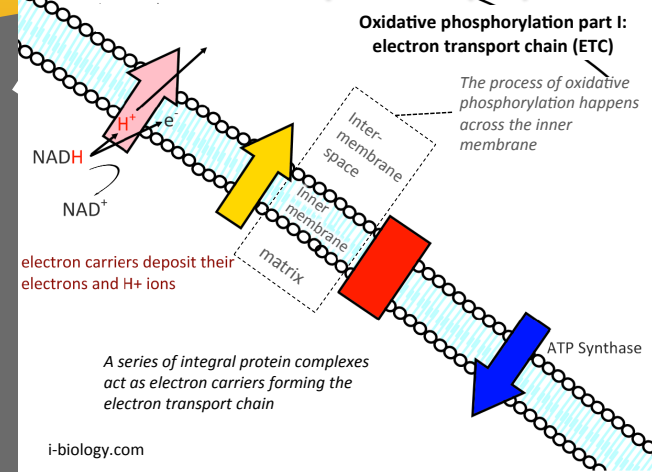 Oxidative phosphorylation part I:
electron transport chain (ETC)
The process of oxidative
phosphorylation happens
across the inner
membrane
Inter-
membrane
space
H⁺
e⁻
NADH
NAD⁺
Inner
membrane
matrix
electron carriers deposit their
electrons and H+ ions
ATP Synthase
A series of integral protein complexes
act as electron carriers forming the
electron transport chain
i-biology.com